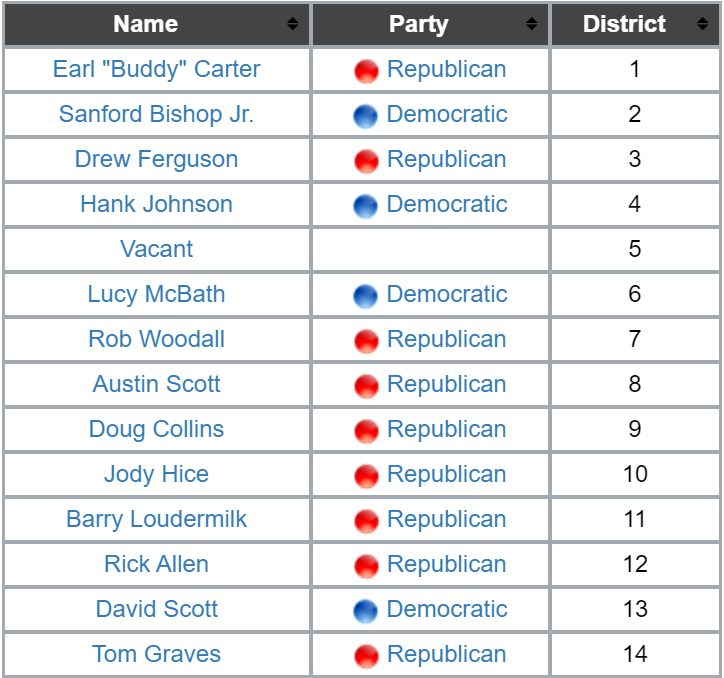 Name Party District
Earl "Buddy" Carter Republican 1
Sanford Bishop Jr. Democratic 2
Drew Ferguson Republican 3
Hank Johnson Democratic 4
Vacant 5
Lucy McBath Democratic 6
Rob Woodall Republican 7
Austin Scott Republican 8
Doug Collins Republican 9
Jody Hice Republican 10
Barry Loudermilk Republican 11
Rick Allen Republican 12
David Scott Democratic 13
Tom Graves Republican 14